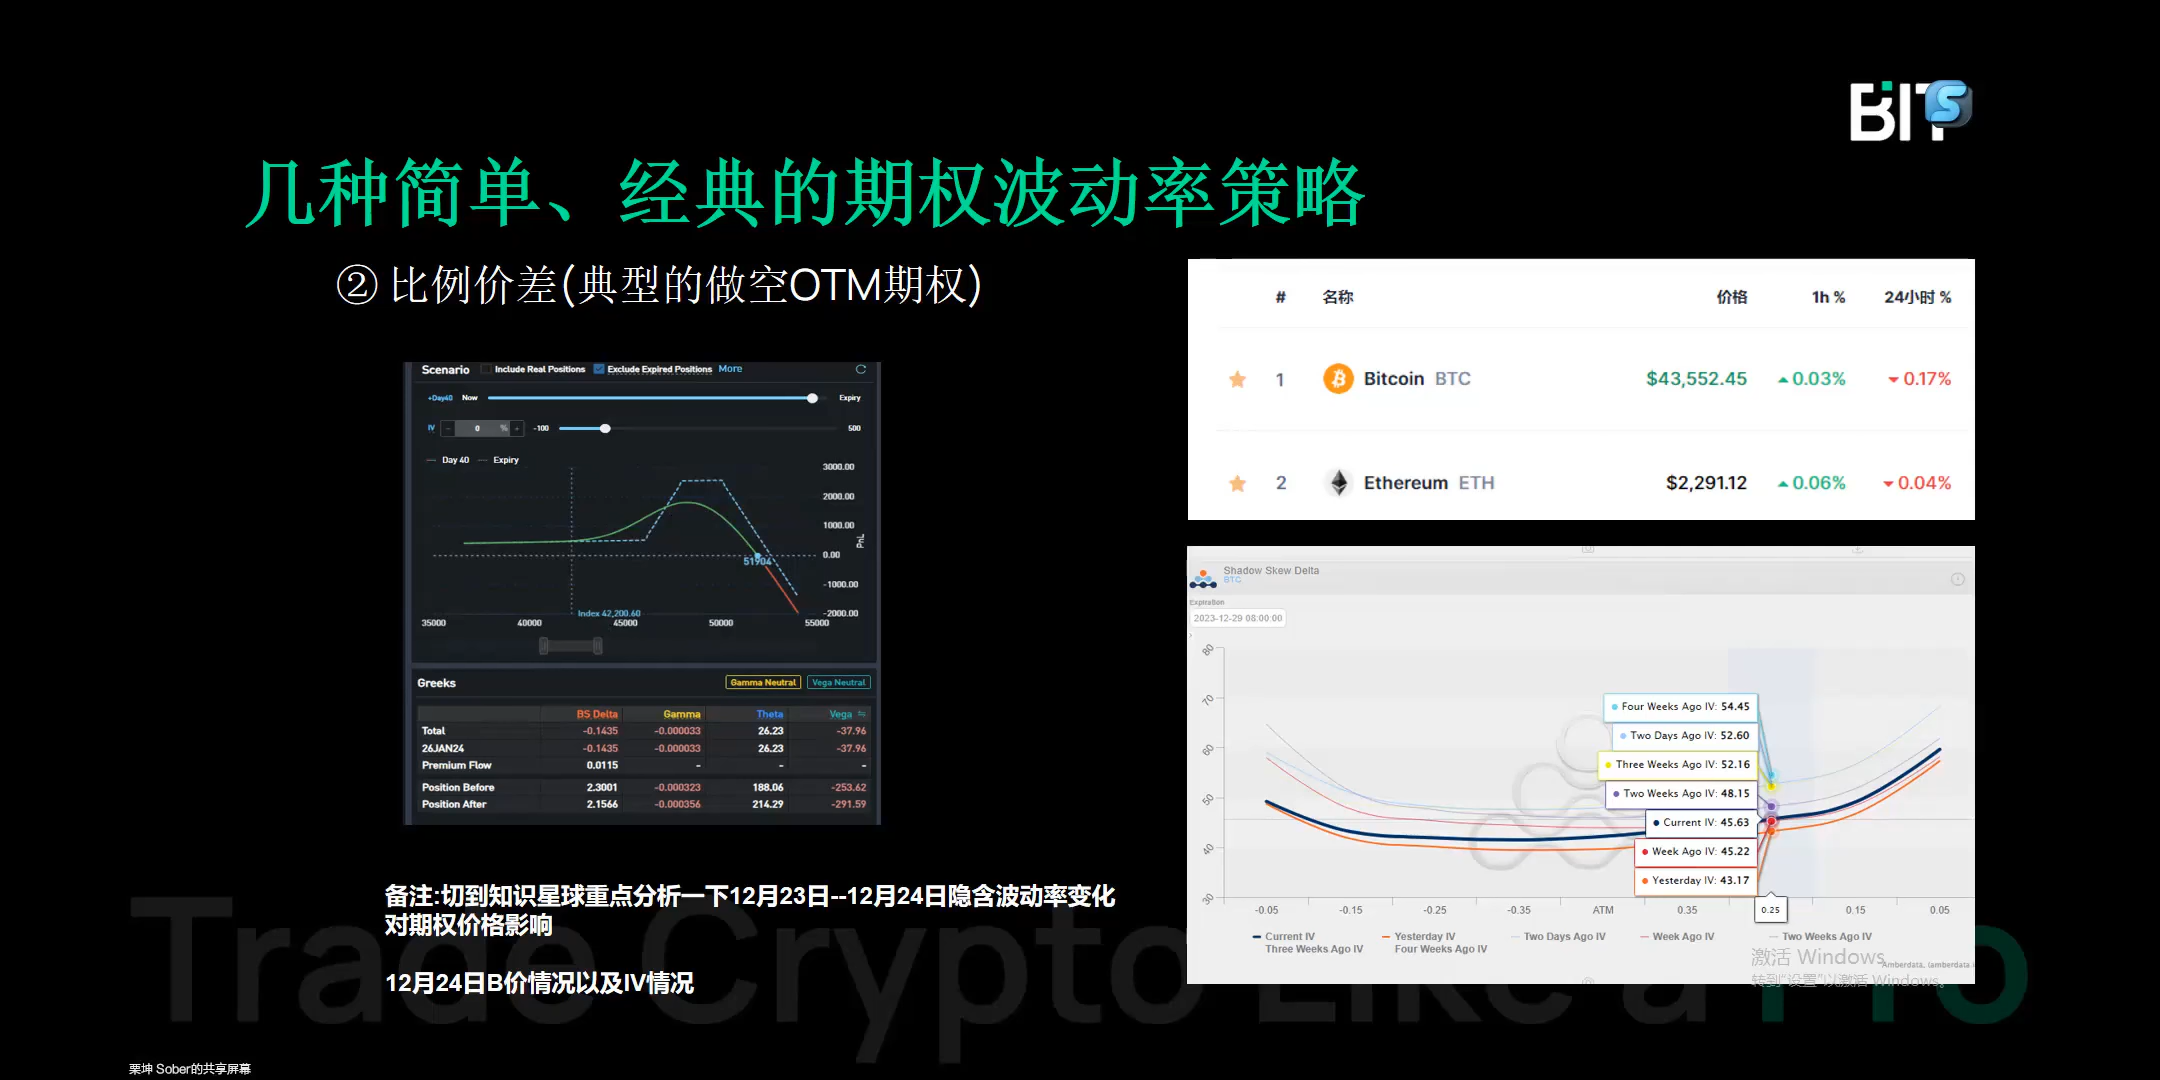 BIT
几种简单、经典的期权波动率策略
② 比例价差(典型的做空OTM期权)
# 名称 价格 1h % 24小时 %
1 Bitcoin BTC $43,552.45 0.03% 0.17%
2 Ethereum ETH $2,291.12 0.06% 0.04%
Scenario Include Real Positions Exclude Expired Positions More
+Day40 Now Expiry
IV - 0 % + -100 500
Day 40 Expiry
3000.00
2000.00
1000.00
0.00
-1000.00
-2000.00
PnL
51904
Index 42,200.60
35000 40000 45000 50000 55000
Greeks Gamma Neutral Vega Neutral
BS Delta Gamma Theta Vega
Total -0.1435 -0.000033 26.23 -37.96
26JAN24 -0.1435 -0.000033 26.23 -37.96
Premium Flow 0.0115 - - -
Position Before 2.3001 -0.000323 188.06 -253.62
Position After 2.1566 -0.000356 214.29 -291.59
Shadow Skew Delta
BTC
Expiration
2023-12-29 08:00:00
80
70
60
50
40
30
Four Weeks Ago IV: 54.45
Two Days Ago IV: 52.60
Three Weeks Ago IV: 52.16
Two Weeks Ago IV: 48.15
Current IV: 45.63
Week Ago IV: 45.22
Yesterday IV: 43.17
-0.05 -0.15 -0.25 -0.35 ATM 0.35 0.25 0.15 0.05
Current IV Yesterday IV Two Days Ago IV Week Ago IV Two Weeks Ago IV
Three Weeks Ago IV Four Weeks Ago IV
激活 Windows
Amberdata, (amberdata.i
转到"设置"以激活 Windows。
备注:切到知识星球重点分析一下12月23日--12月24日隐含波动率变化
对期权价格影响
12月24日B价情况以及IV情况
Trade Crypto Like a Pro
栗坤 Sober的共享屏幕